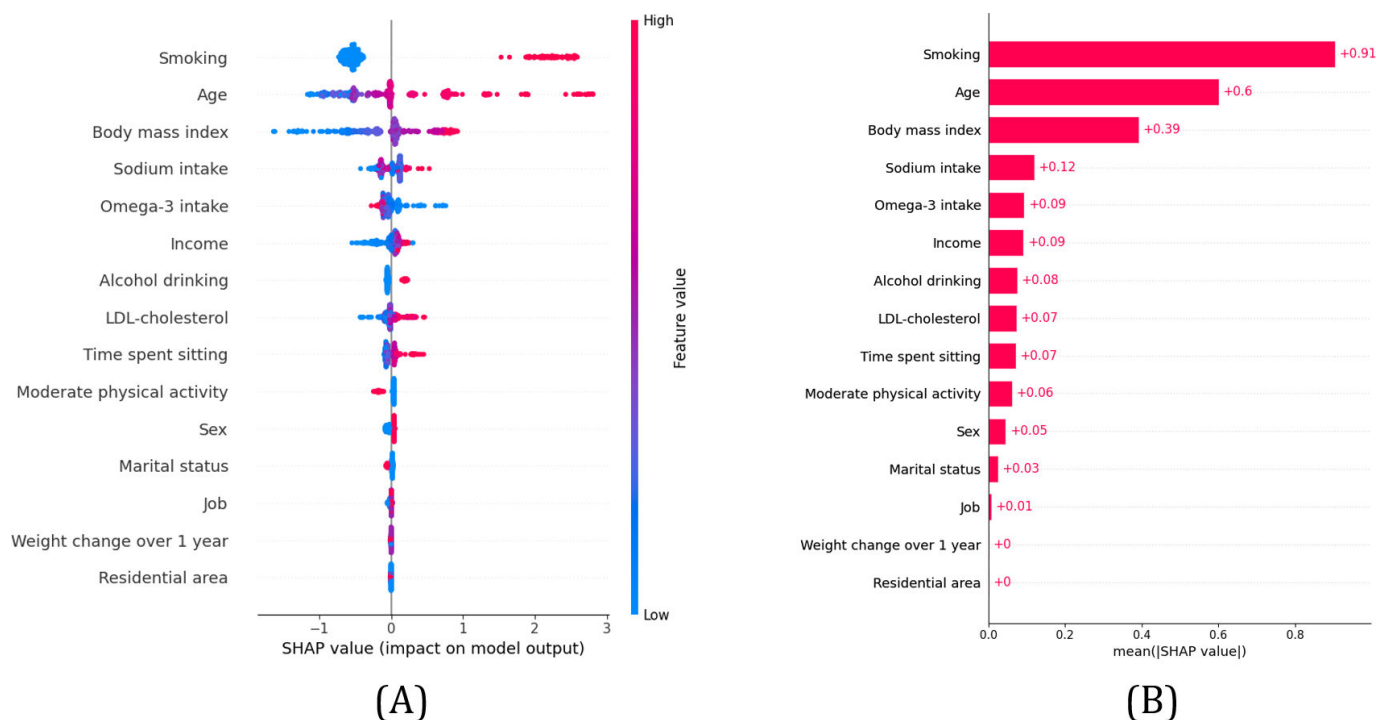 High
Smoking
Age
Body mass index
Sodium intake
Omega-3 intake
Income
Alcohol drinking
LDL-cholesterol
Time spent sitting
Moderate physical activity
Sex
Marital status
Job
Weight change over 1 year
Residential area
Feature value
Low
−1 0 1 2 3
SHAP value (impact on model output)
(A)
Smoking +0.91
Age +0.6
Body mass index +0.39
Sodium intake +0.12
Omega-3 intake +0.09
Income +0.09
Alcohol drinking +0.08
LDL-cholesterol +0.07
Time spent sitting +0.07
Moderate physical activity +0.06
Sex +0.05
Marital status +0.03
Job +0.01
Weight change over 1 year +0
Residential area +0
0.0 0.2 0.4 0.6 0.8
mean(|SHAP value|)
(B)